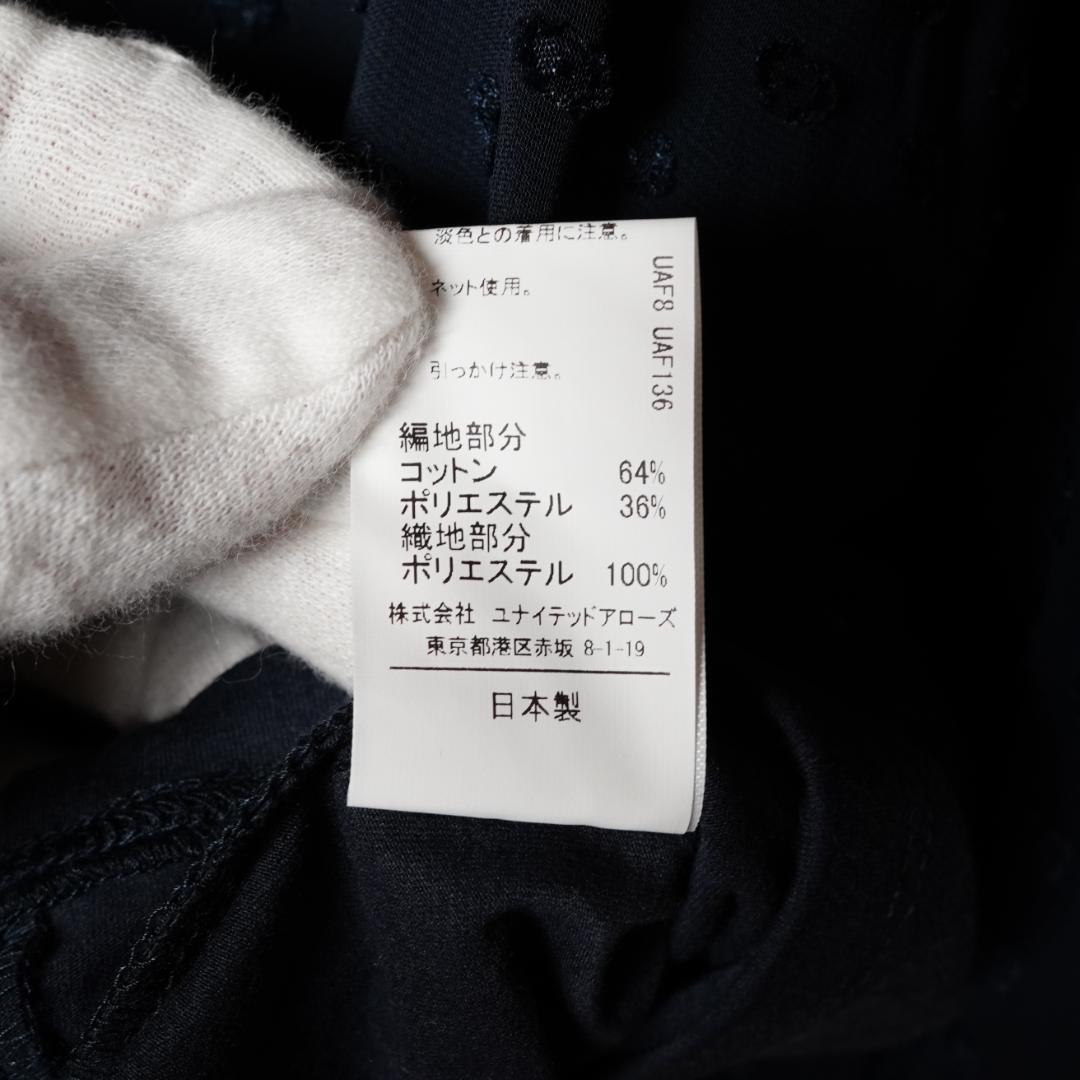 淡色との着用に注意。
ネット使用。
引っかけ注意。
UAF8 UAF136
編地部分
コットン 64%
ポリエステル 36%
織地部分
ポリエステル 100%
株式会社 ユナイテッドアローズ
東京都港区赤坂 8-1-19
日本製